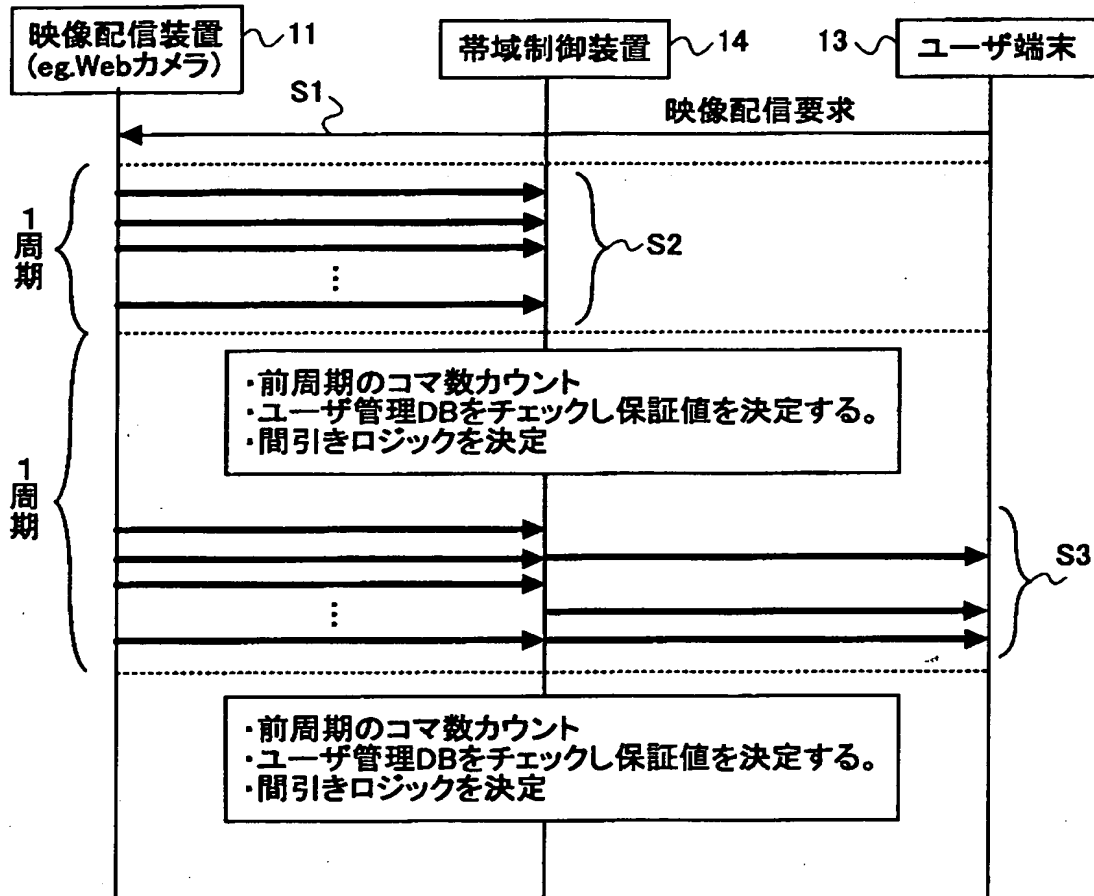 映像配信装置
(eg.Webカメラ)
11
帯域制御装置
14
13
ユーザ端末
S1
映像配信要求
1周期
S2
・前周期のコマ数カウント
・ユーザ管理DBをチェックし保証値を決定する。
・間引きロジックを決定
1周期
S3
・前周期のコマ数カウント
・ユーザ管理DBをチェックし保証値を決定する。
・間引きロジックを決定